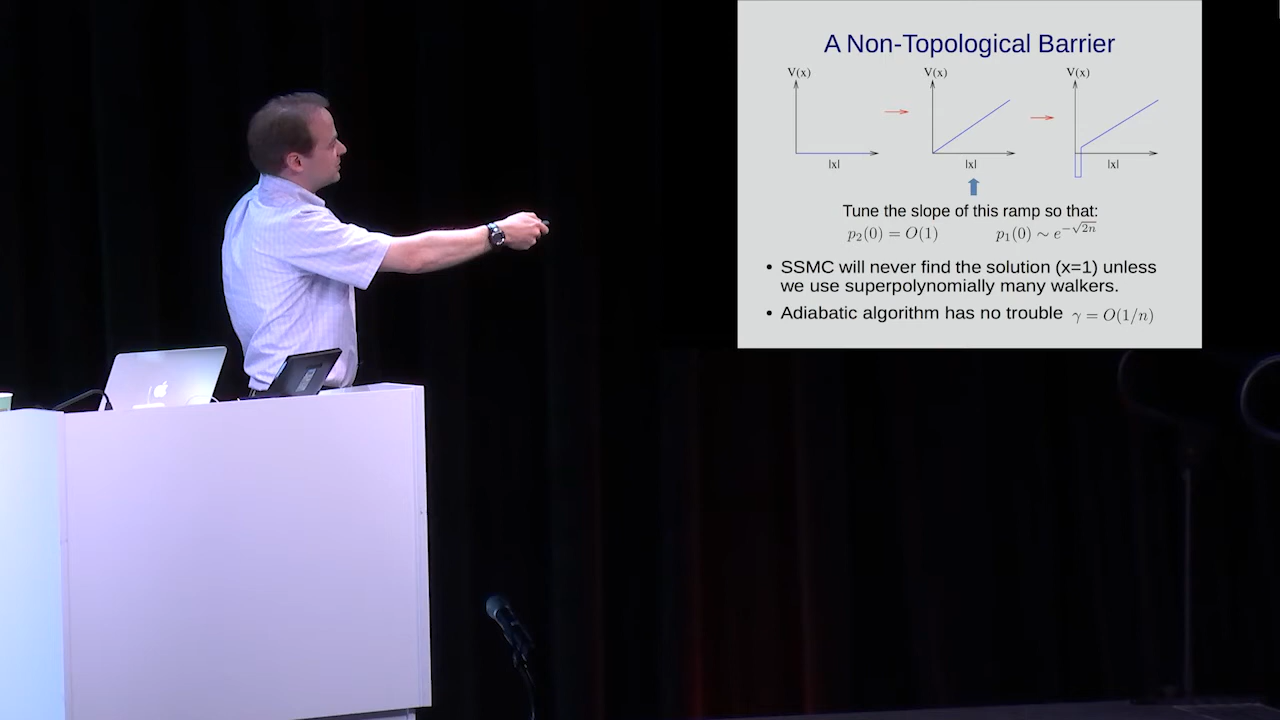 A Non-Topological Barrier
V(x) V(x) V(x)
|x| |x| |x|
Tune the slope of this ramp so that:
p₂(0) = O(1) p₁(0) ~ e^{-√2n}
• SSMC will never find the solution (x=1) unless
we use superpolynomially many walkers.
• Adiabatic algorithm has no trouble γ = O(1/n)